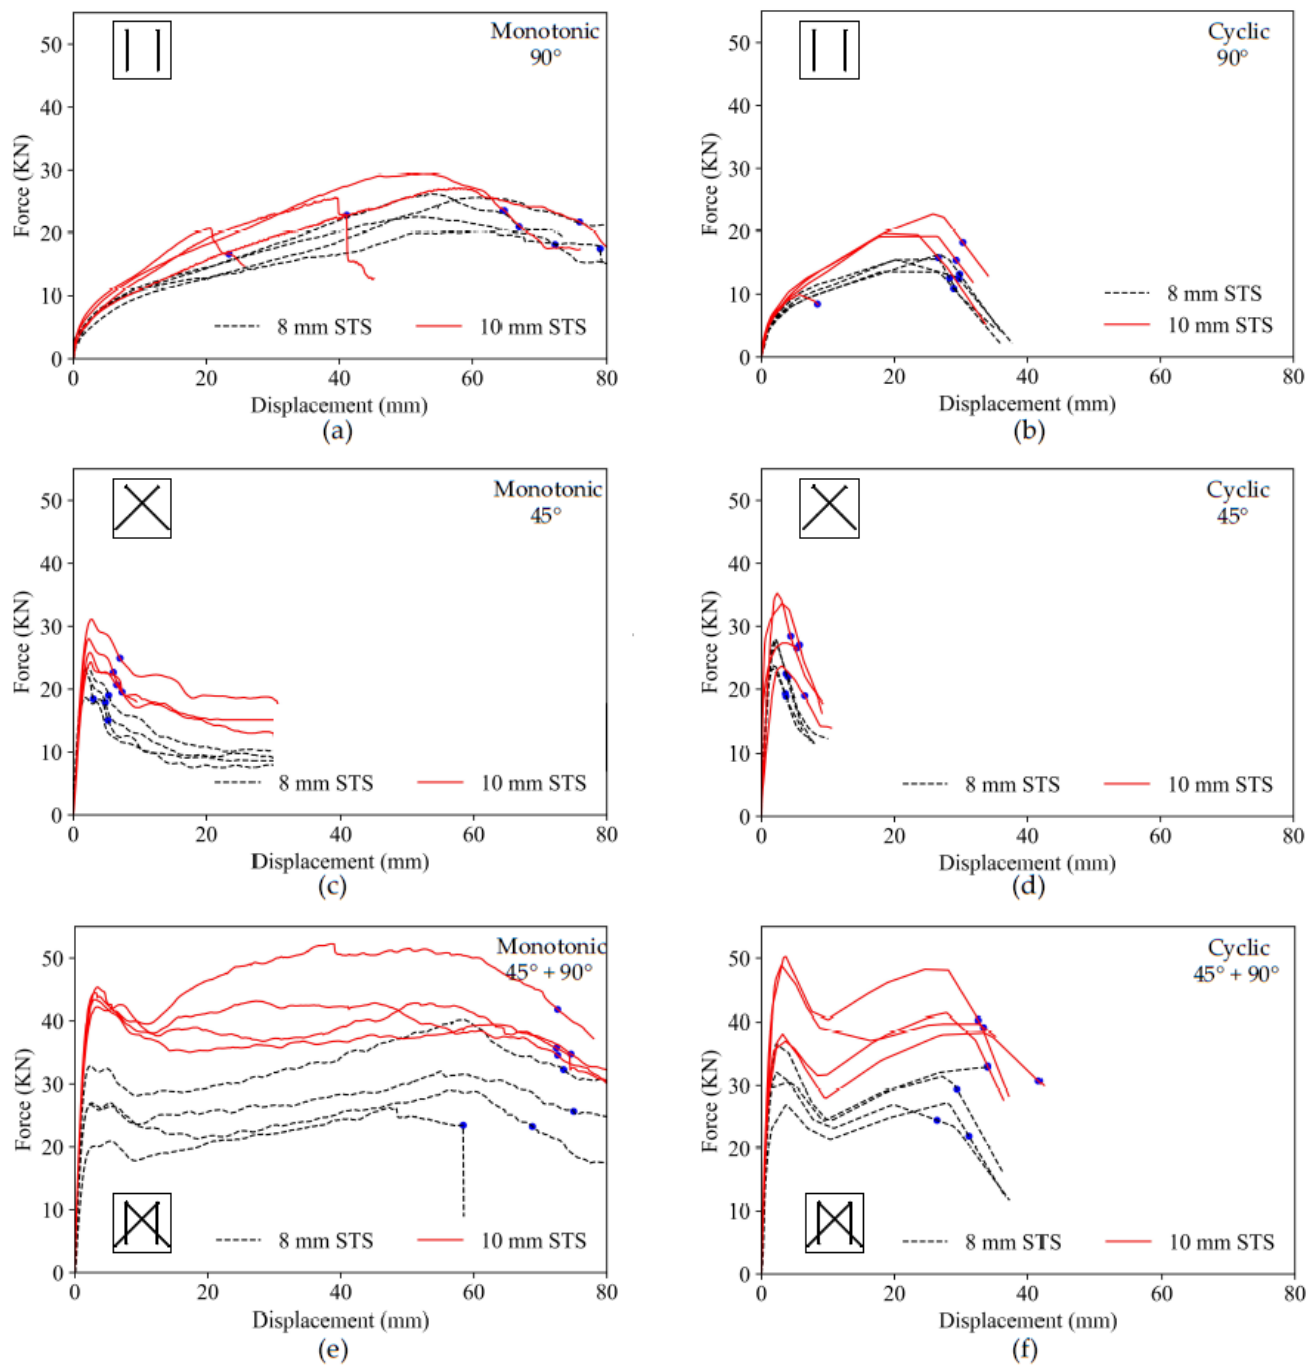 Monotonic
90°
50
40
30
20
10
0
Force (KN)
8 mm STS
10 mm STS
0 20 40 60 80
Displacement (mm)
(a)
Cyclic
90°
50
40
30
20
10
0
Force (KN)
8 mm STS
10 mm STS
0 20 40 60 80
Displacement (mm)
(b)
Monotonic
45°
50
40
30
20
10
0
Force (KN)
8 mm STS
10 mm STS
0 20 40 60 80
Displacement (mm)
(c)
Cyclic
45°
50
40
30
20
10
0
Force (KN)
8 mm STS
10 mm STS
0 20 40 60 80
Displacement (mm)
(d)
Monotonic
45° + 90°
50
40
30
20
10
0
Force (KN)
8 mm STS
10 mm STS
0 20 40 60 80
Displacement (mm)
(e)
Cyclic
45° + 90°
50
40
30
20
10
0
Force (KN)
8 mm STS
10 mm STS
0 20 40 60 80
Displacement (mm)
(f)